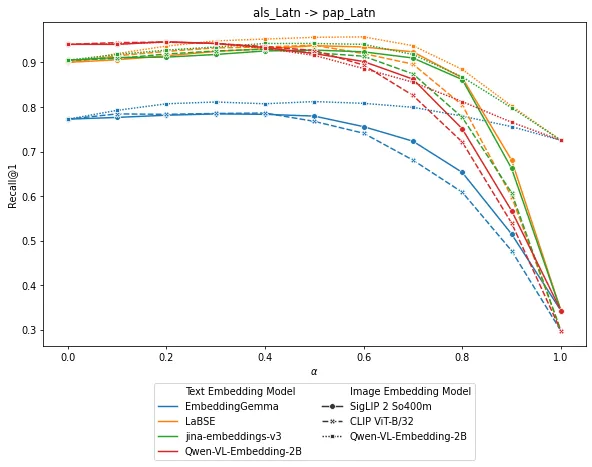 als_Latn -> pap_Latn
Recall@1
0.9
0.8
0.7
0.6
0.5
0.4
0.3
0.0 0.2 0.4 0.6 0.8 1.0
α
Text Embedding Model Image Embedding Model
EmbeddingGemma SigLIP 2 So400m
LaBSE CLIP ViT-B/32
jina-embeddings-v3 Qwen-VL-Embedding-2B
Qwen-VL-Embedding-2B